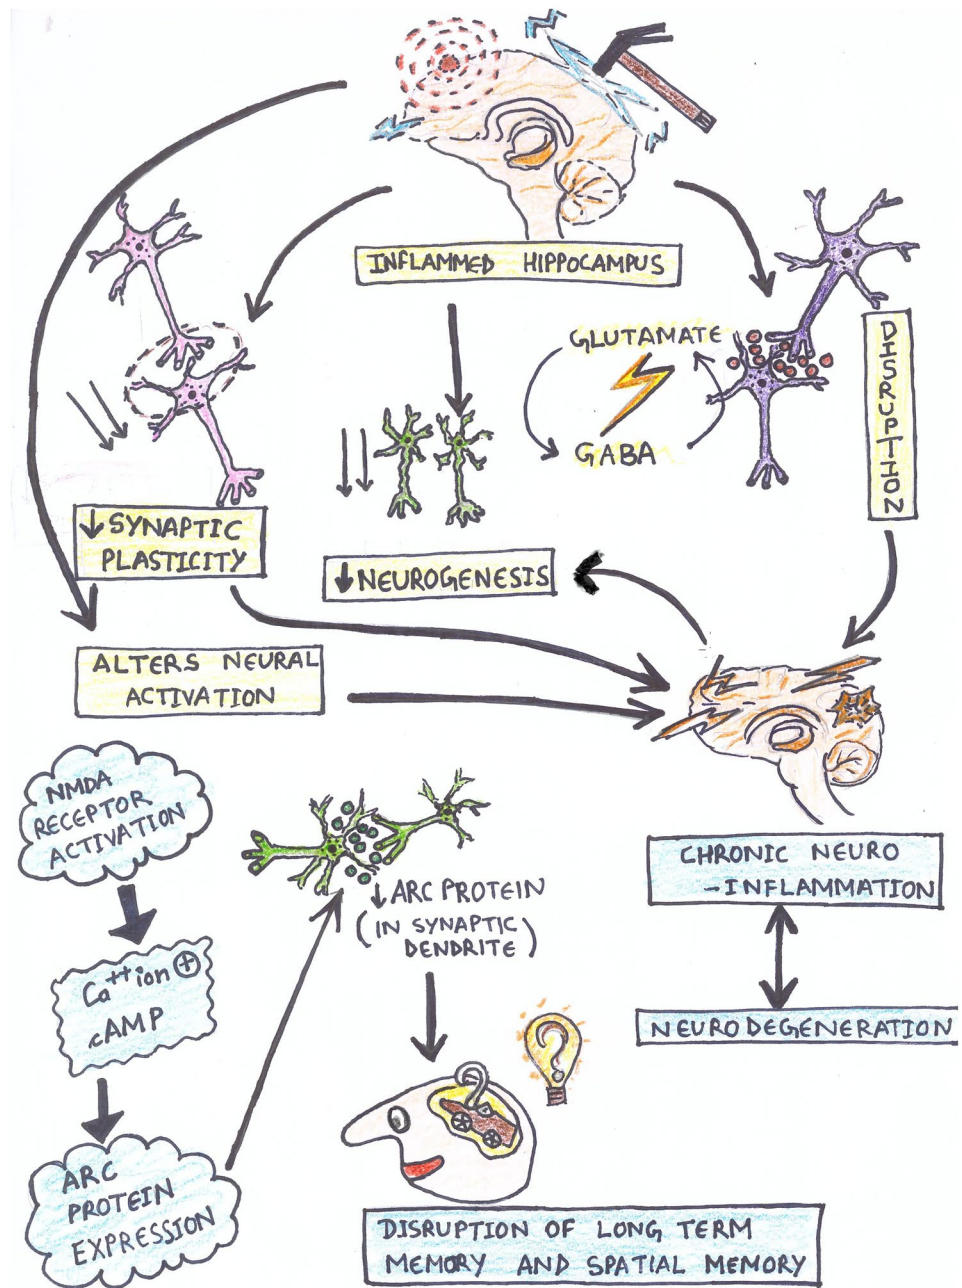 INFLAMMED HIPPOCAMPUS
GLUTAMATE
GABA
DISRUPTION
↓ SYNAPTIC
PLASTICITY
↓ NEUROGENESIS
ALTERS NEURAL
ACTIVATION
NMDA
RECEPTOR
ACTIVATION
Ca++ ion ⊕
cAMP
ARC
PROTEIN
EXPRESSION
↓ ARC PROTEIN
(IN SYNAPTIC
DENDRITE)
?
CHRONIC NEURO
-INFLAMMATION
NEURODEGENERATION
DISRUPTION OF LONG TERM
MEMORY AND SPATIAL MEMORY